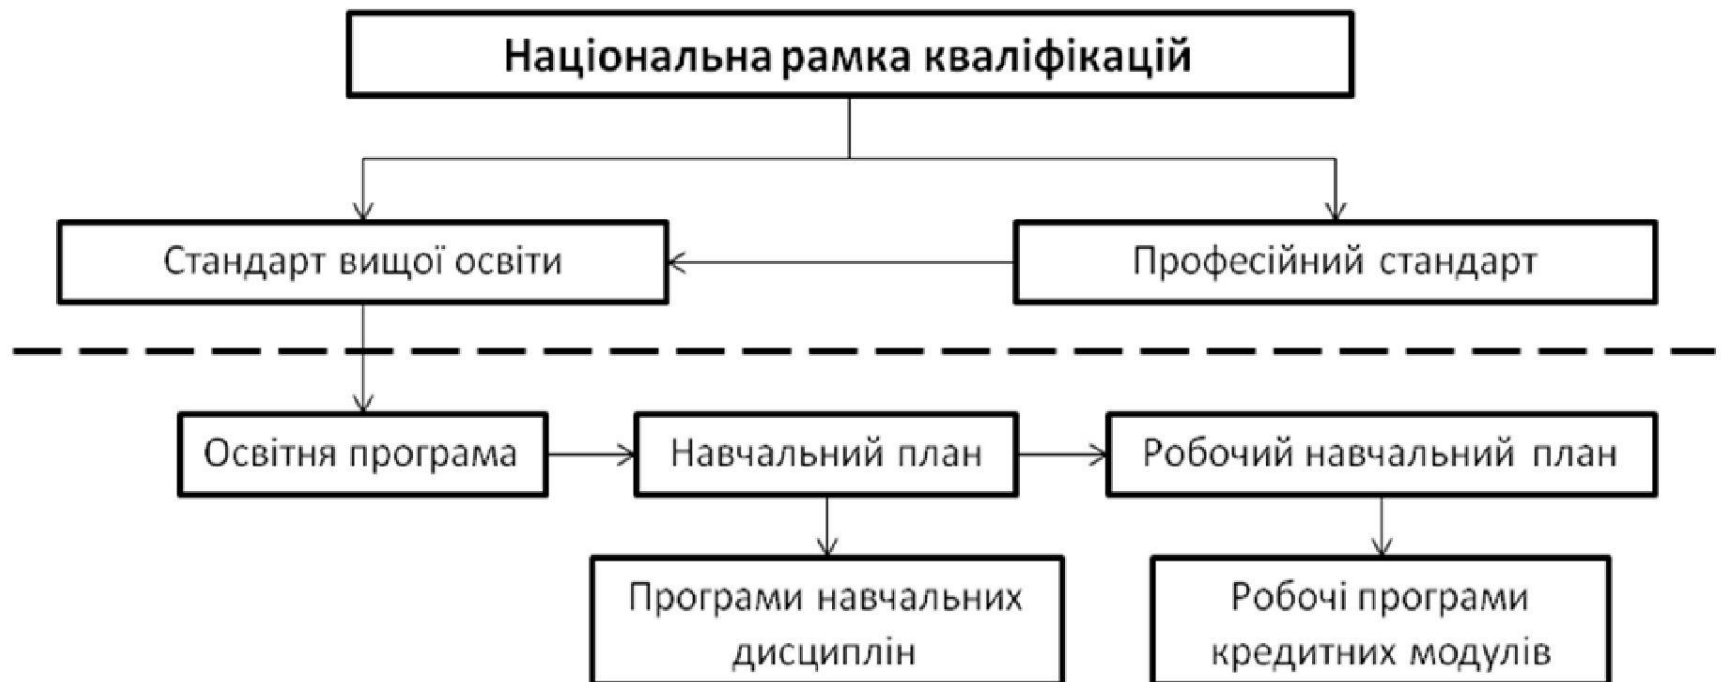 Національна рамка кваліфікацій
Стандарт вищої освіти
Професійний стандарт
Освітня програма
Навчальний план
Робочий навчальний план
Програми навчальних
дисциплін
Робочі програми
кредитних модулів